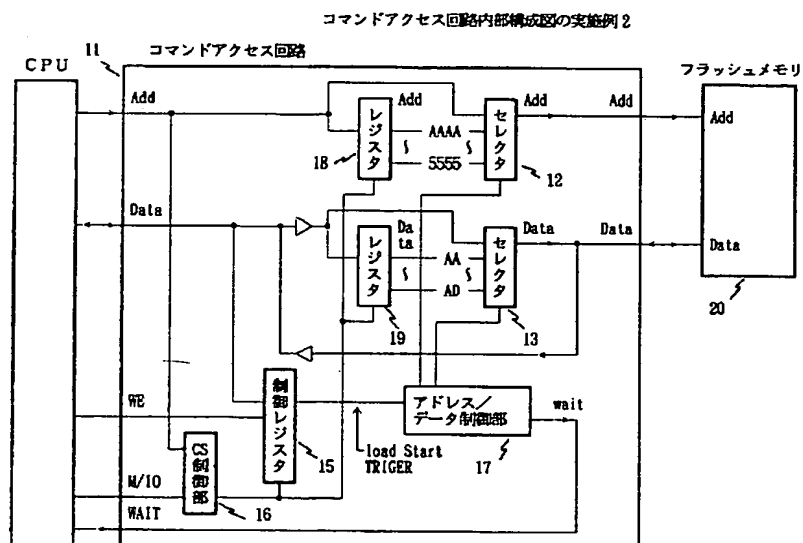 コマンドアクセス回路内部構成図の実施例2
11
コマンドアクセス回路
CPU
フラッシュメモリ
Add
レジスタ
18
Add
AAAA
∫
∫
5555
セレクタ
12
Add
Add
Add
Data
レジスタ
19
Da
ta
AA
∫
∫
AD
セレクタ
13
Data
Data
Data
20
WE
制御レジスタ
15
load Start
TRIGER
アドレス/
データ制御部
17
wait
M/IO
CS制御部
16
WAIT